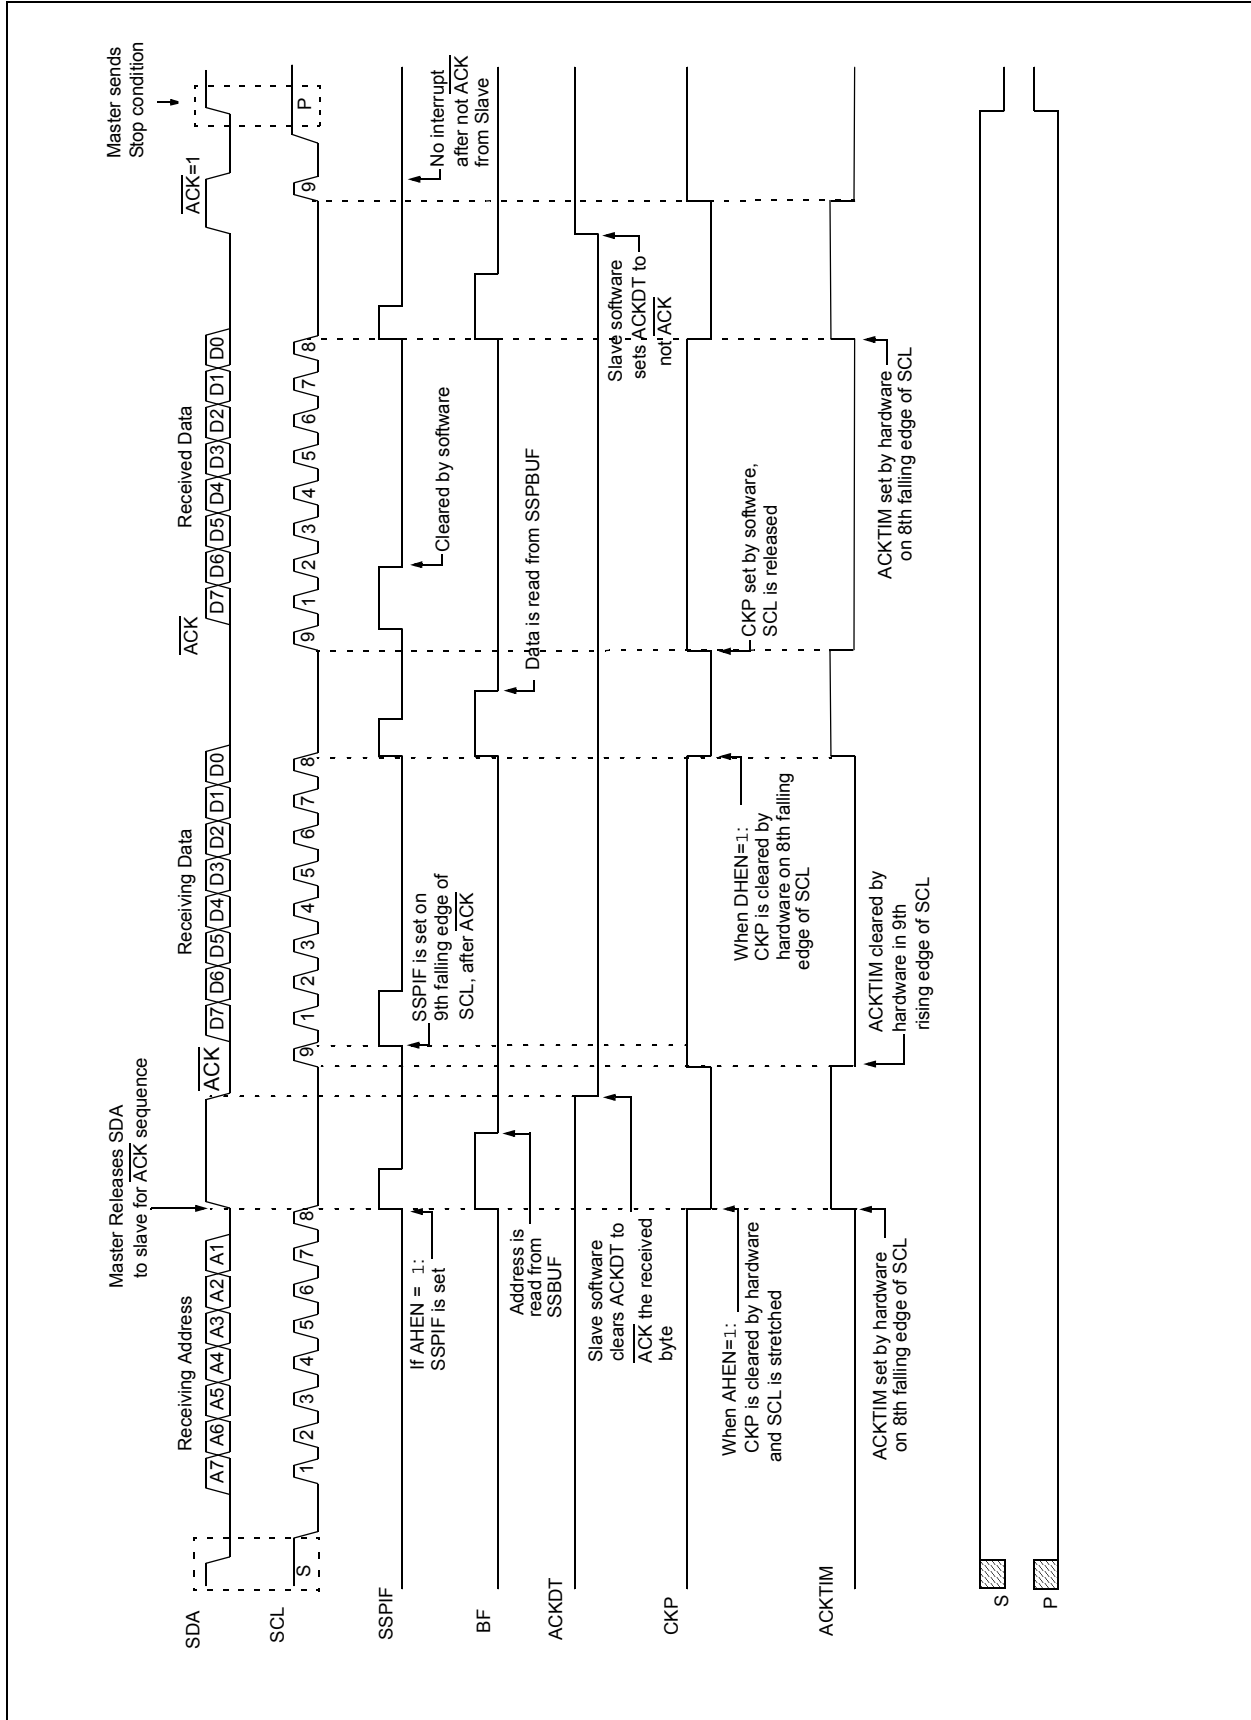 Master Releases SDA
to slave for ACK sequence
Master sends
Stop condition
Receiving Address
Receiving Data
Received Data
ACK
ACK
ACK=1
SDA
A7 A6 A5 A4 A3 A2 A1
D7 D6 D5 D4 D3 D2 D1 D0
D7 D6 D5 D4 D3 D2 D1 D0
SCL
S
1 2 3 4 5 6 7 8 9
1 2 3 4 5 6 7 8 9
1 2 3 4 5 6 7 8 9
P
SSPIF
If AHEN = 1:
SSPIF is set
SSPIF is set on
9th falling edge of
SCL, after ACK
Cleared by software
No interrupt
after not ACK
from Slave
BF
Address is
read from
SSBUF
Data is read from SSPBUF
ACKDT
Slave software
clears ACKDT to
ACK the received
byte
Slave software
sets ACKDT to
not ACK
CKP
When AHEN=1:
CKP is cleared by hardware
and SCL is stretched
When DHEN=1:
CKP is cleared by
hardware on 8th falling
edge of SCL
CKP set by software,
SCL is released
ACKTIM
ACKTIM set by hardware
on 8th falling edge of SCL
ACKTIM cleared by
hardware in 9th
rising edge of SCL
ACKTIM set by hardware
on 8th falling edge of SCL
S
P